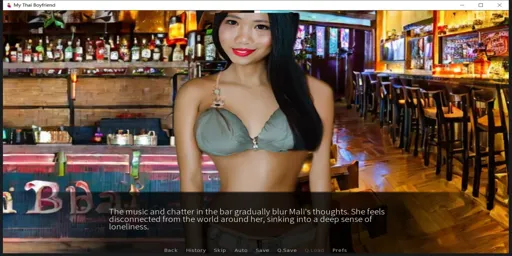 My Thai Boyfriend
The music and chatter in the bar gradually blur Mali's thoughts. She feels
disconnected from the world around her, sinking into a deep sense of
loneliness.
Back History Skip Auto Save Q.Save Q.Load Prefs